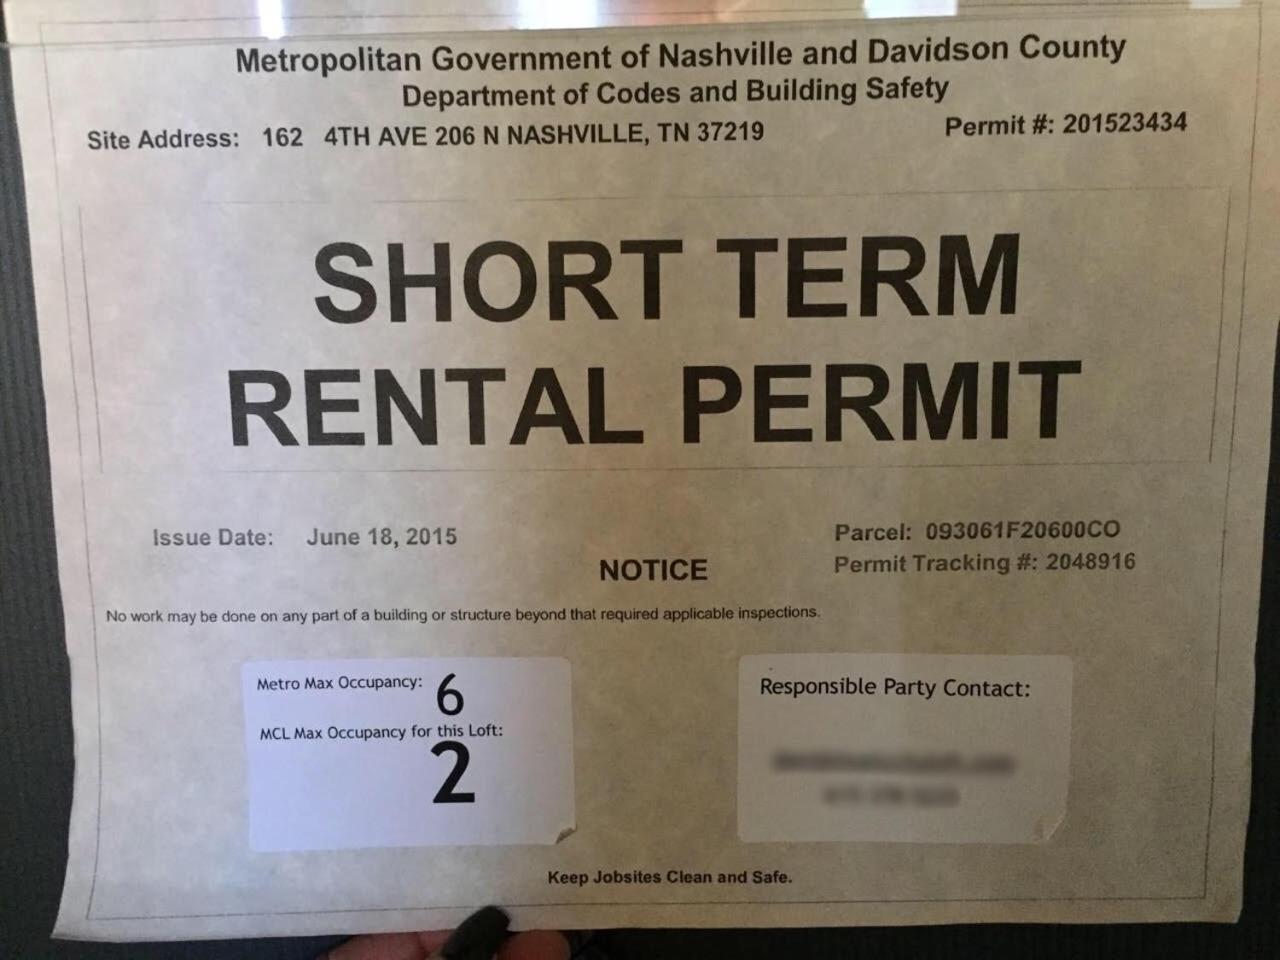 Metropolitan Government of Nashville and Davidson County
Department of Codes and Building Safety
Site Address: 162 4TH AVE 206 N NASHVILLE, TN 37219
Permit #: 201523434
SHORT TERM
RENTAL PERMIT
Issue Date: June 18, 2015
Parcel: 093061F20600CO
Permit Tracking #: 2048916
NOTICE
No work may be done on any part of a building or structure beyond that required applicable inspections.
Metro Max Occupancy: 6
MCL Max Occupancy for this Loft:
2
Responsible Party Contact:
Keep Jobsites Clean and Safe.